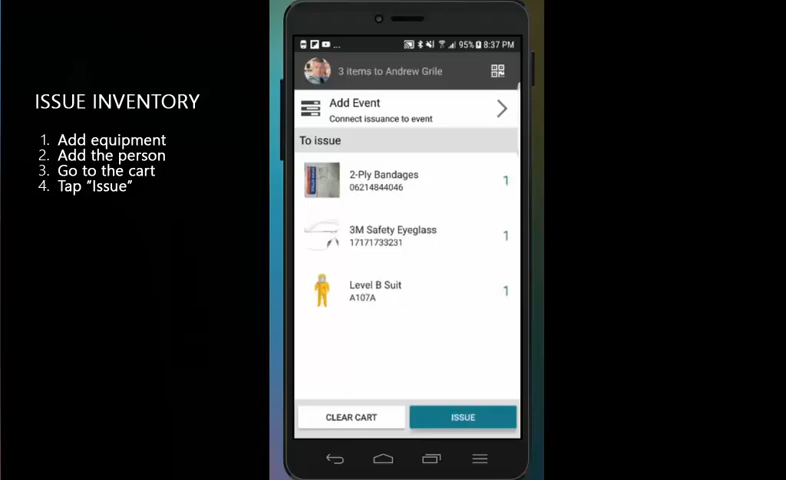 ISSUE INVENTORY
1. Add equipment
2. Add the person
3. Go to the cart
4. Tap “Issue”
... 95% 8:37 PM
3 items to Andrew Grile
Add Event
Connect issuance to event
To issue
2-Ply Bandages
06214844046
1
3M Safety Eyeglass
17171733231
1
Level B Suit
A107A
1
CLEAR CART
ISSUE